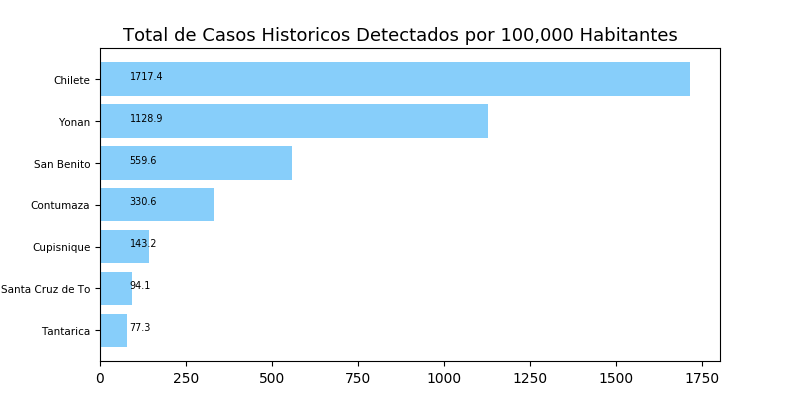 Total de Casos Historicos Detectados por 100,000 Habitantes
Chilete 1717.4
Yonan 1128.9
San Benito 559.6
Contumaza 330.6
Cupisnique 143.2
Santa Cruz de To 94.1
Tantarica 77.3
0 250 500 750 1000 1250 1500 1750